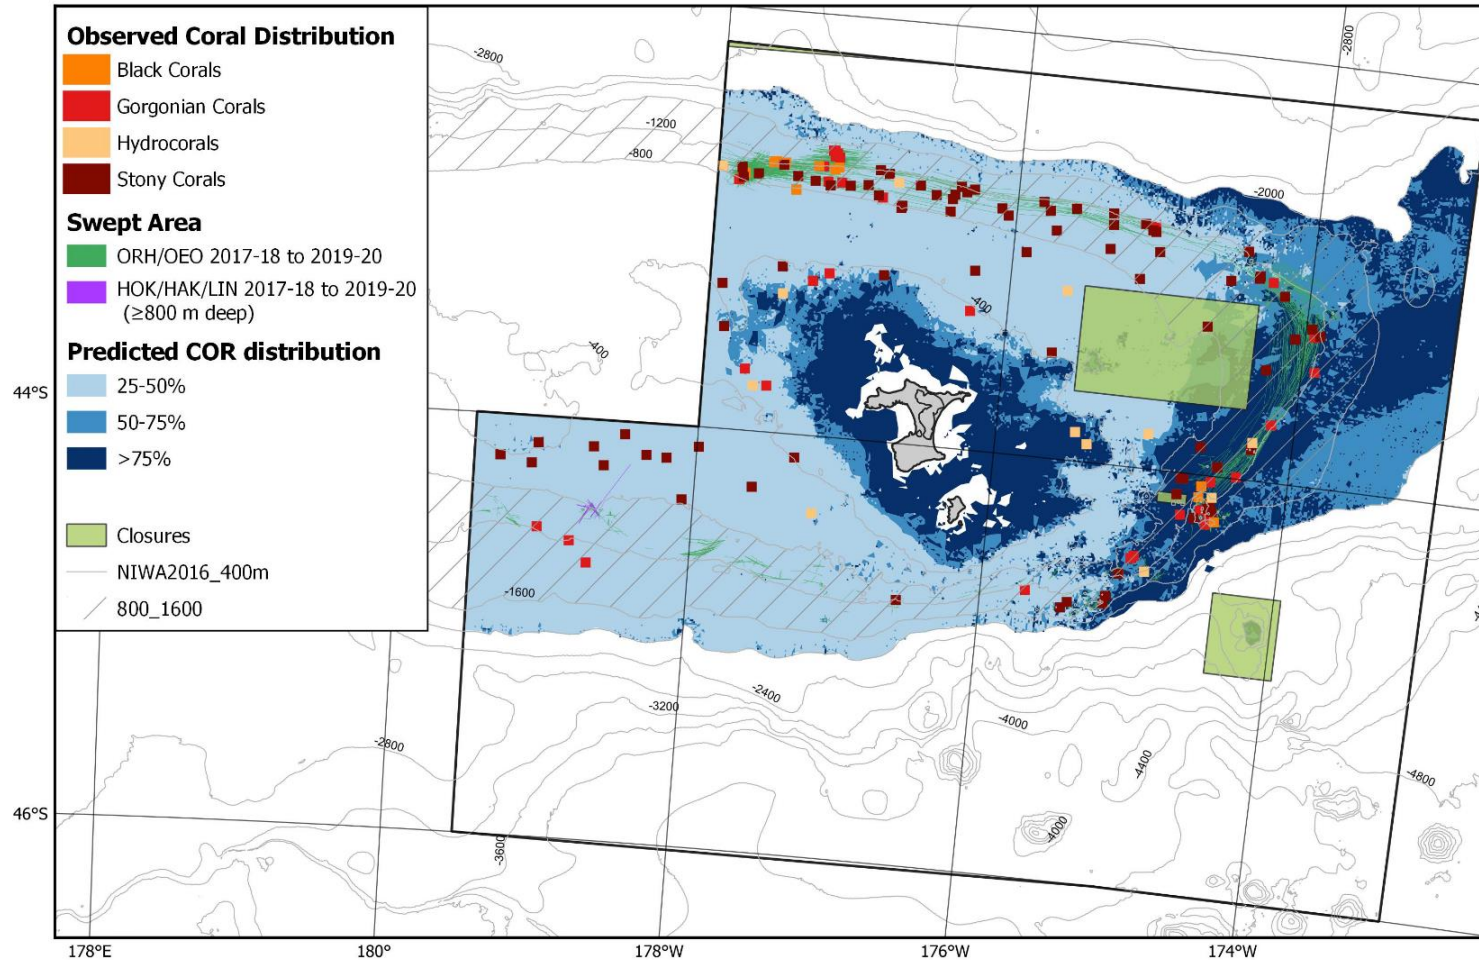 Observed Coral Distribution
Black Corals
Gorgonian Corals
Hydrocorals
Stony Corals
Swept Area
ORH/OEO 2017-18 to 2019-20
HOK/HAK/LIN 2017-18 to 2019-20
(≥800 m deep)
Predicted COR distribution
25-50%
50-75%
>75%
Closures
NIWA2016_400m
800_1600
-2800
-2800
-1200
-800
-2000
-400
-400
44°S
-1600
-2400
-3200
-4000
-2800
-4400
-4800
46°S
-3600
-4000
178°E
180°
178°W
176°W
174°W